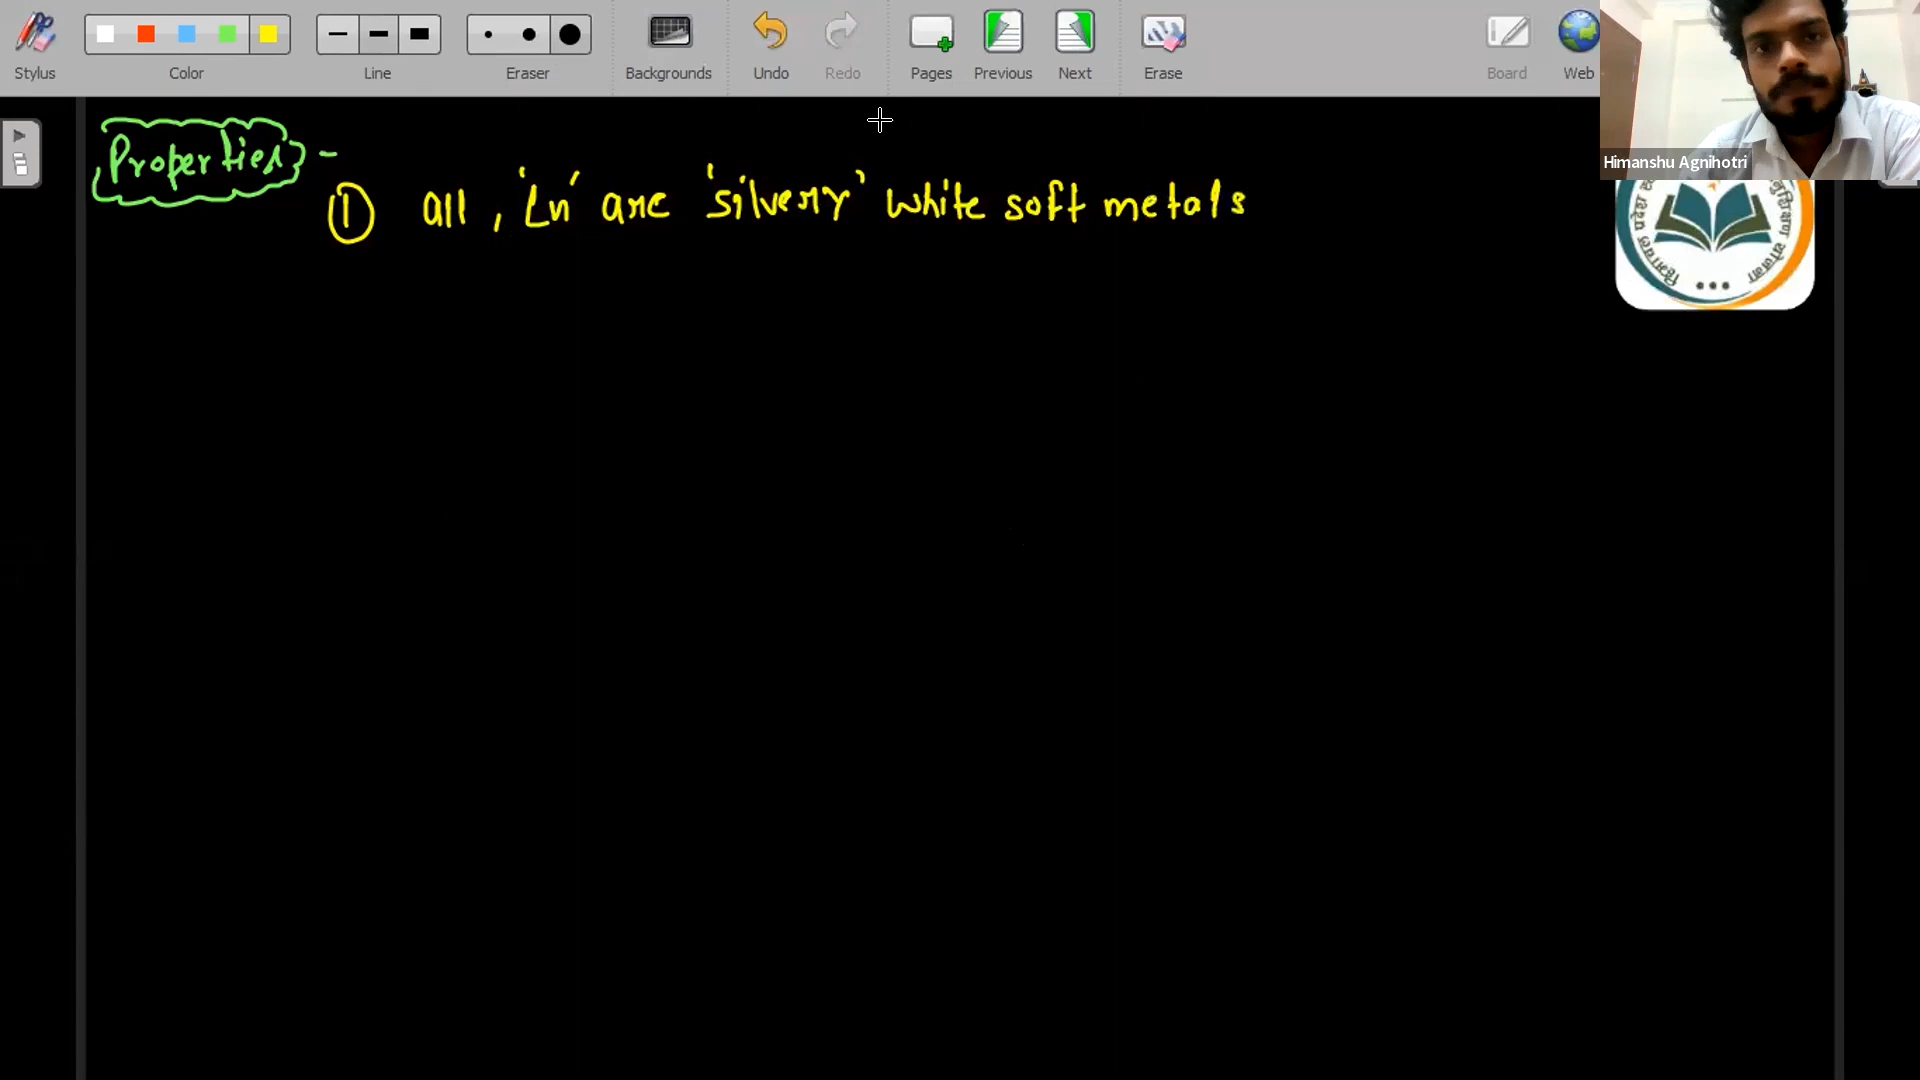 Stylus
Color
Line
Eraser
Backgrounds
Undo
Redo
Pages
Previous
Next
Erase
Board
Web
Himanshu Agnihotri
Properties -
① all , 'Ln' are 'silvery' white soft metals